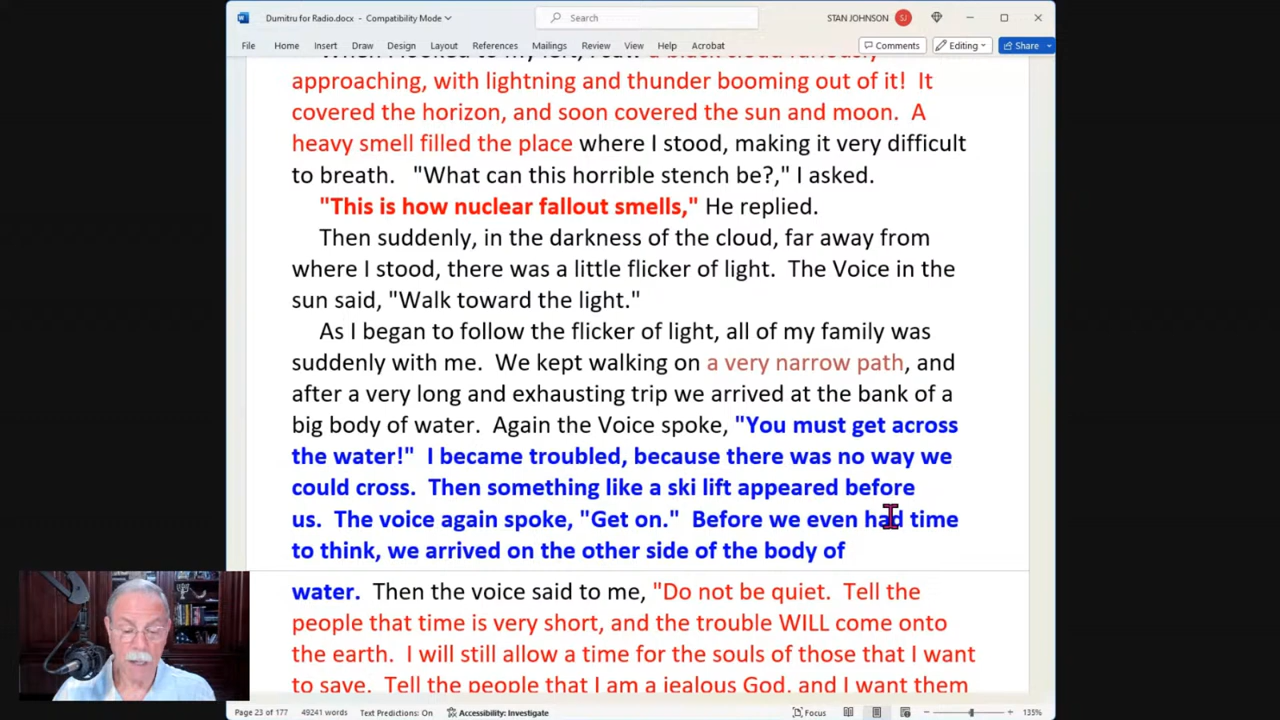 Dumitru for Radio.docx - Compatibility Mode
Search
STAN JOHNSON
SJ
File Home Insert Draw Design Layout References Mailings Review View Help Acrobat
Comments Editing Share
approaching, with lightning and thunder booming out of it!  It
covered the horizon, and soon covered the sun and moon.  A
heavy smell filled the place where I stood, making it very difficult
to breath.   "What can this horrible stench be?," I asked.
"This is how nuclear fallout smells," He replied.
Then suddenly, in the darkness of the cloud, far away from
where I stood, there was a little flicker of light.  The Voice in the
sun said, "Walk toward the light."
As I began to follow the flicker of light, all of my family was
suddenly with me.  We kept walking on a very narrow path, and
after a very long and exhausting trip we arrived at the bank of a
big body of water.  Again the Voice spoke, "You must get across
the water!"  I became troubled, because there was no way we
could cross.  Then something like a ski lift appeared before
us.  The voice again spoke, "Get on."  Before we even had time
to think, we arrived on the other side of the body of
water.  Then the voice said to me, "Do not be quiet.  Tell the
people that time is very short, and the trouble WILL come onto
the earth.  I will still allow a time for the souls of those that I want
to save.  Tell the people that I am a jealous God, and I want them
Page 23 of 177 49241 words Text Predictions: On Accessibility: Investigate
Focus
135%